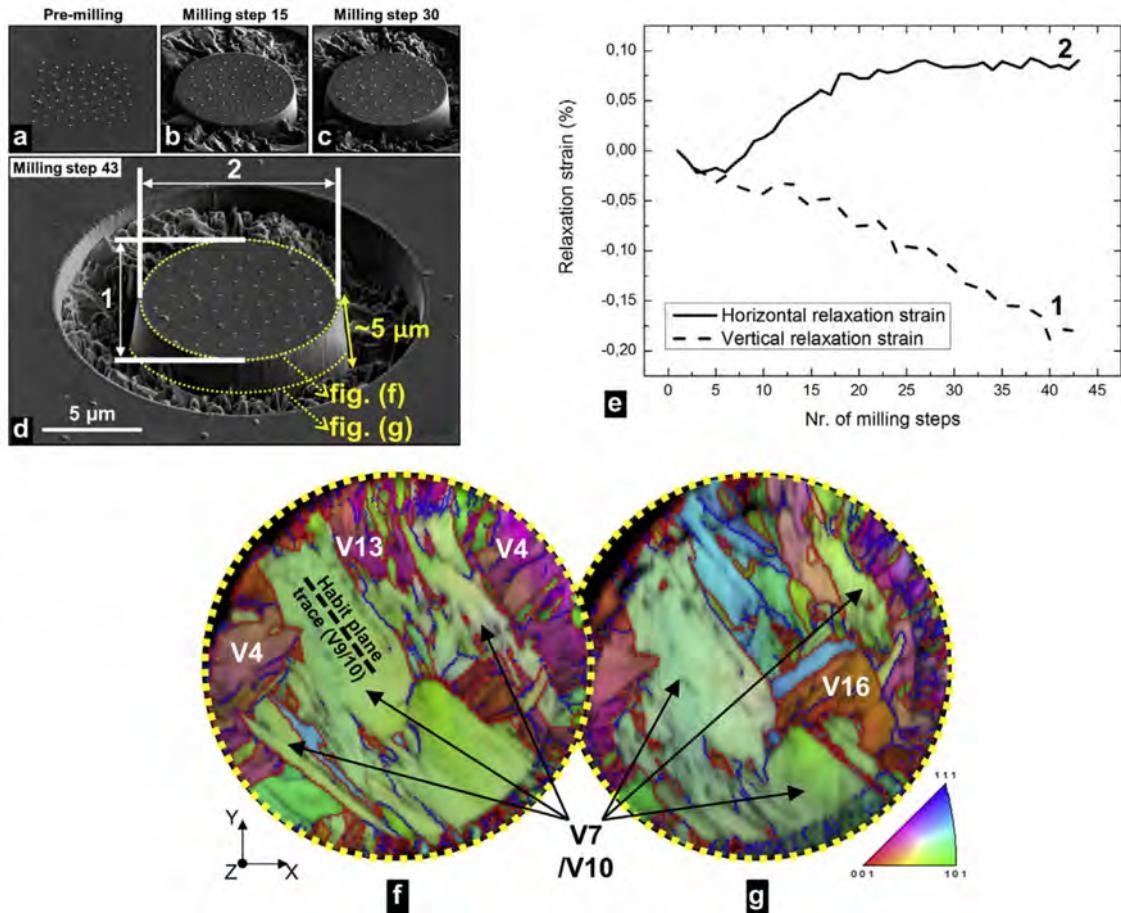 Pre-milling
a
Milling step 15
b
Milling step 30
c
Milling step 43
2
1
~5 µm
fig. (f)
fig. (g)
5 µm
d
0,10
0,05
0,00
-0,05
-0,10
-0,15
-0,20
Relaxation strain (%)
2
1
Horizontal relaxation strain
Vertical relaxation strain
0 5 10 15 20 25 30 35 40 45
Nr. of milling steps
e
V13
V4
Habit plane
trace (V9/10)
V4
V16
V7
/V10
Y
Z X
f
g
111
001 101